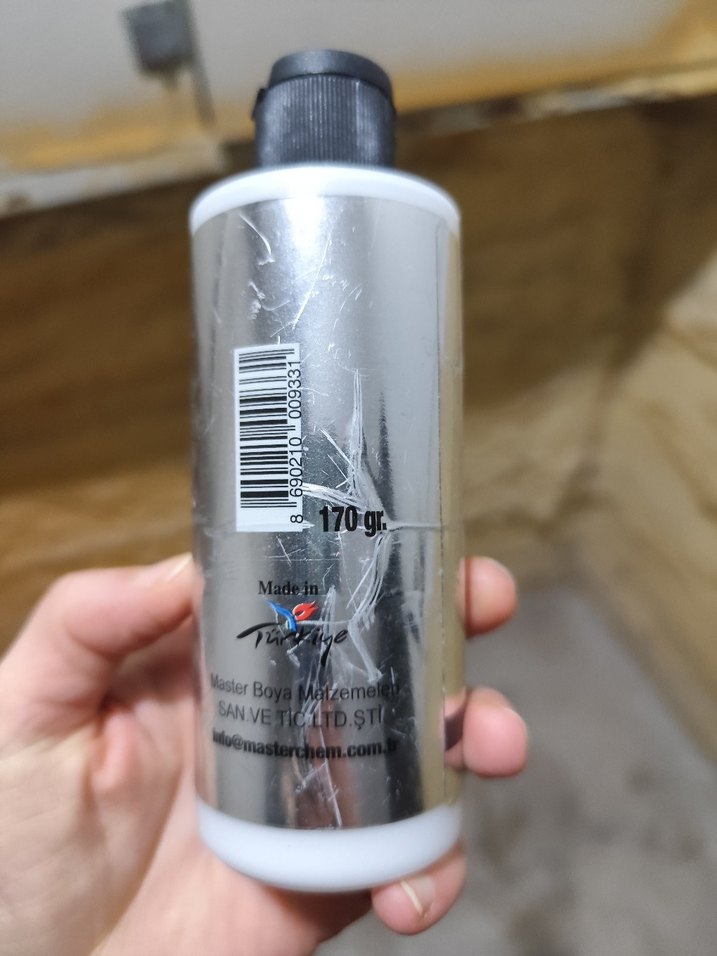 8 690210 009331
170 gr.
Made in
Türkiye
Master Boya Malzemeleri
SAN.VE TİC.LTD.ŞTİ
info@masterchem.com.tr